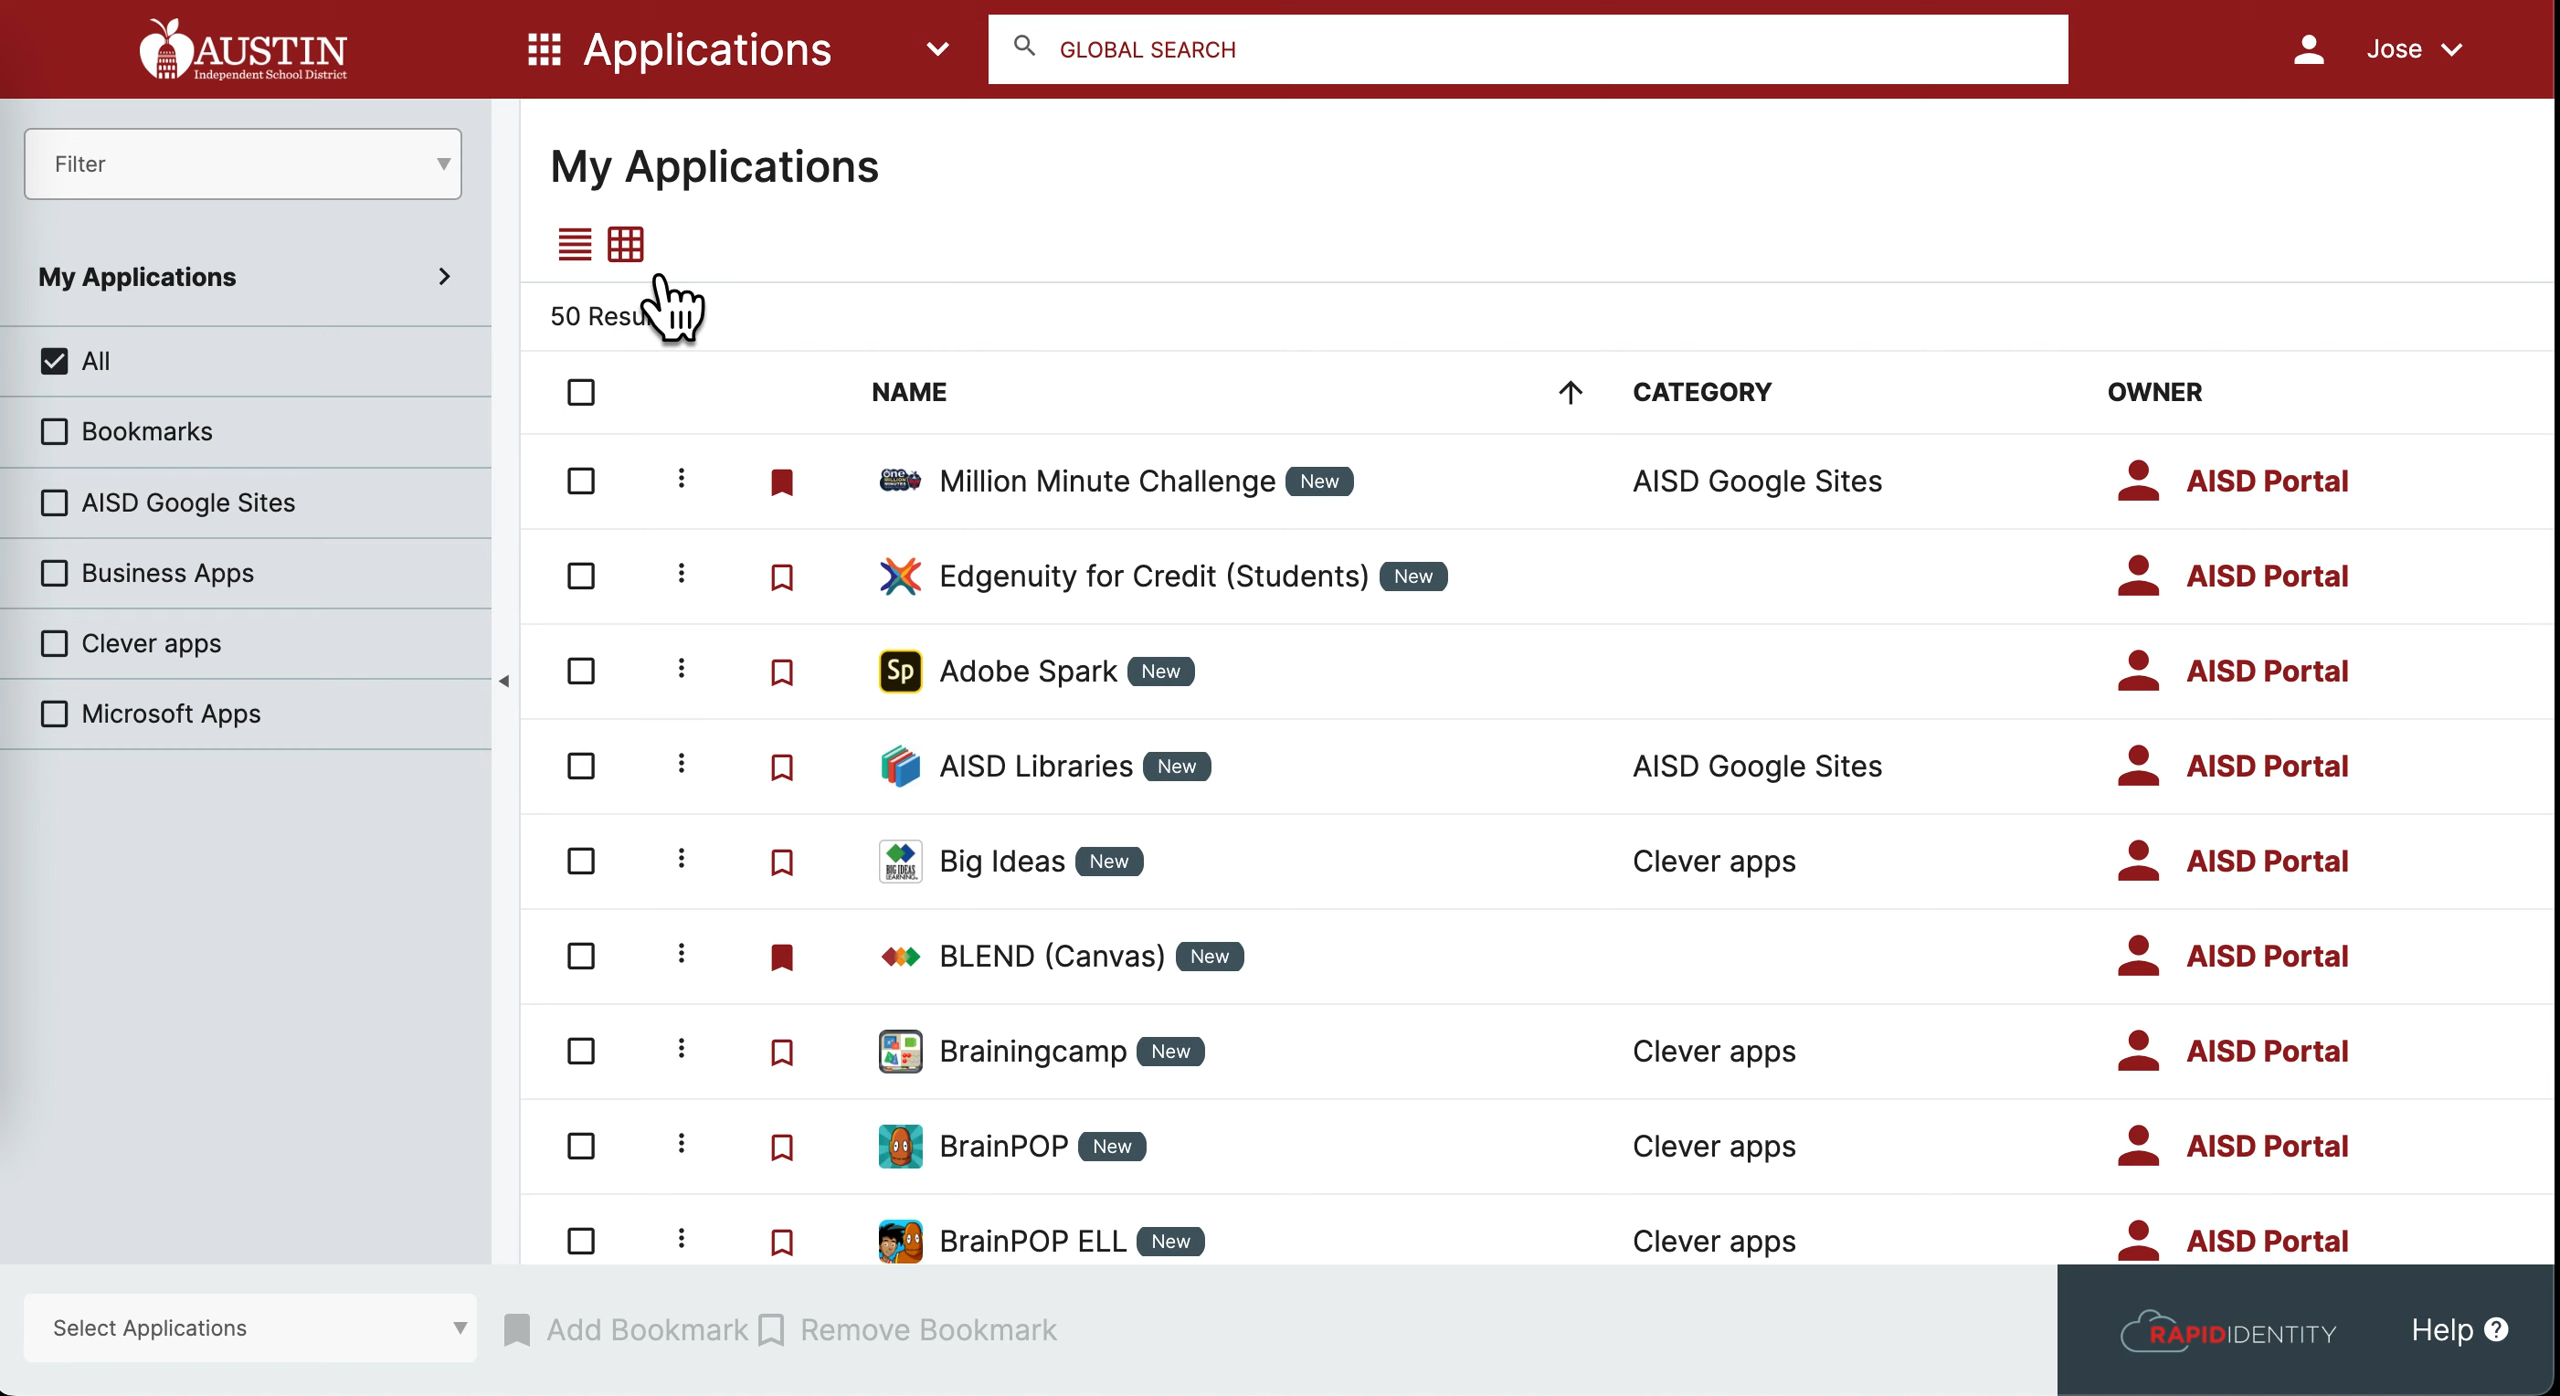 AUSTIN
Independent School District
Applications
GLOBAL SEARCH
Jose
Filter
My Applications
All
Bookmarks
AISD Google Sites
Business Apps
Clever apps
Microsoft Apps
My Applications
50
NAME
CATEGORY
OWNER
Million Minute Challenge New
AISD Google Sites
AISD Portal
Edgenuity for Credit (Students) New
AISD Portal
Sp
Adobe Spark New
AISD Portal
AISD Libraries New
AISD Google Sites
AISD Portal
BIG IDEAS
LEARNING
Big Ideas New
Clever apps
AISD Portal
BLEND (Canvas) New
AISD Portal
Brainingcamp New
Clever apps
AISD Portal
BrainPOP New
Clever apps
AISD Portal
BrainPOP ELL New
Clever apps
AISD Portal
Select Applications
Add Bookmark
Remove Bookmark
RAPIDIDENTITY
Help ?